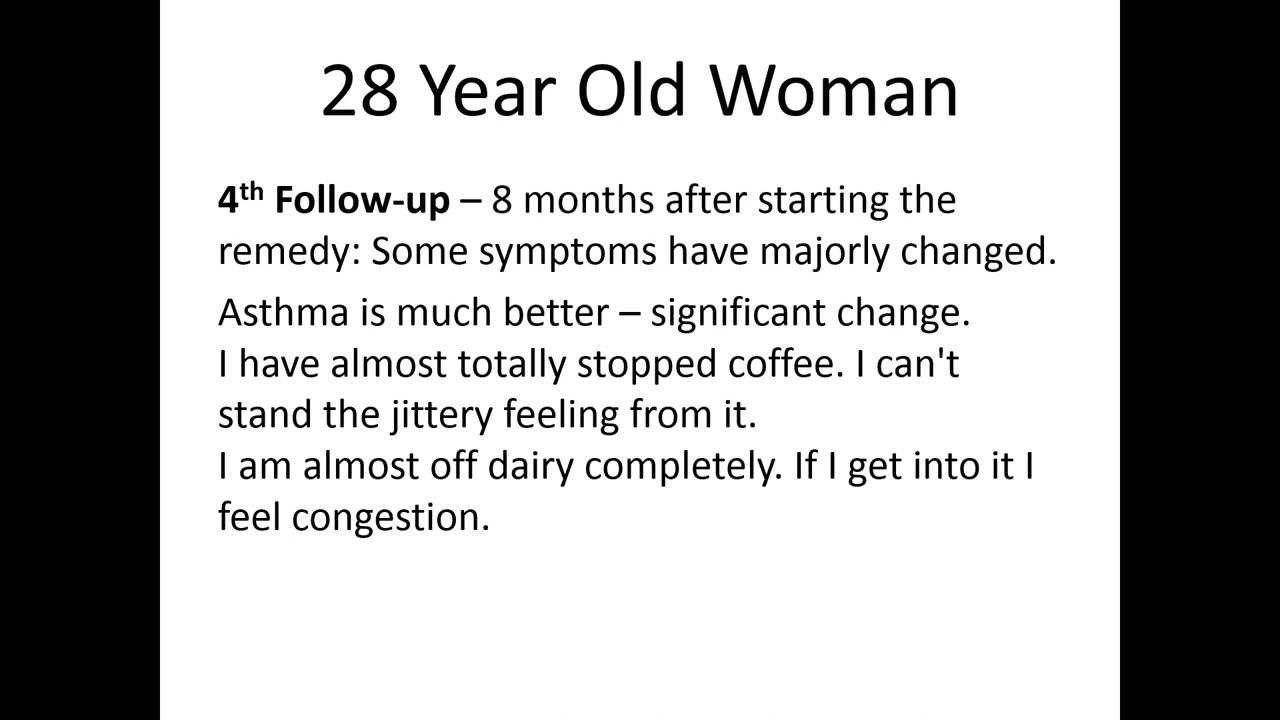 28 Year Old Woman
4th Follow-up – 8 months after starting the
remedy: Some symptoms have majorly changed.
Asthma is much better – significant change.
I have almost totally stopped coffee. I can't
stand the jittery feeling from it.
I am almost off dairy completely. If I get into it I
feel congestion.